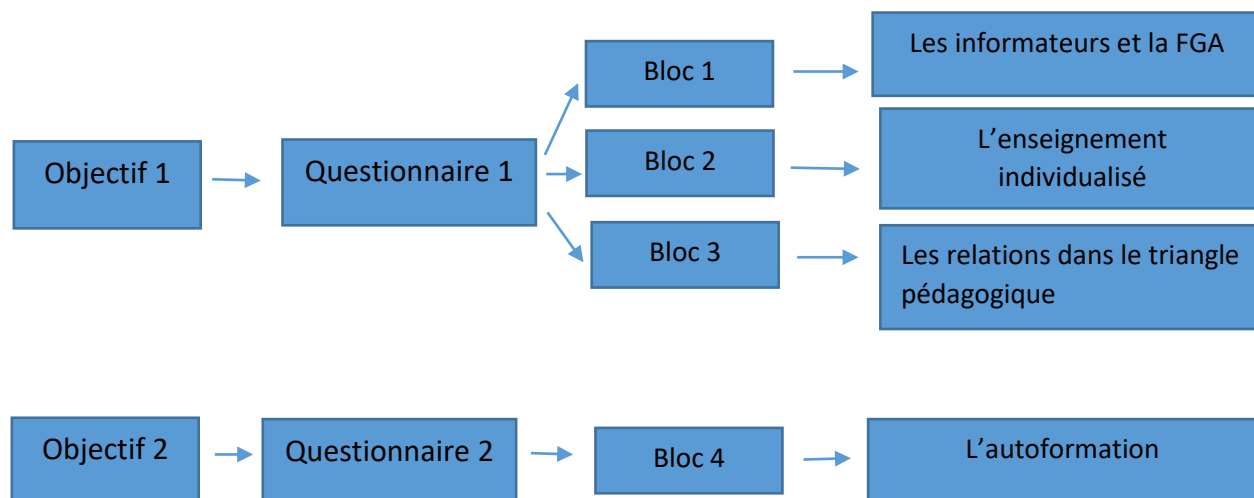 Les informateurs et la FGA
Bloc 1
Objectif 1
Questionnaire 1
Bloc 2
L’enseignement
individualisé
Bloc 3
Les relations dans le triangle
pédagogique
Objectif 2
Questionnaire 2
Bloc 4
L’autoformation